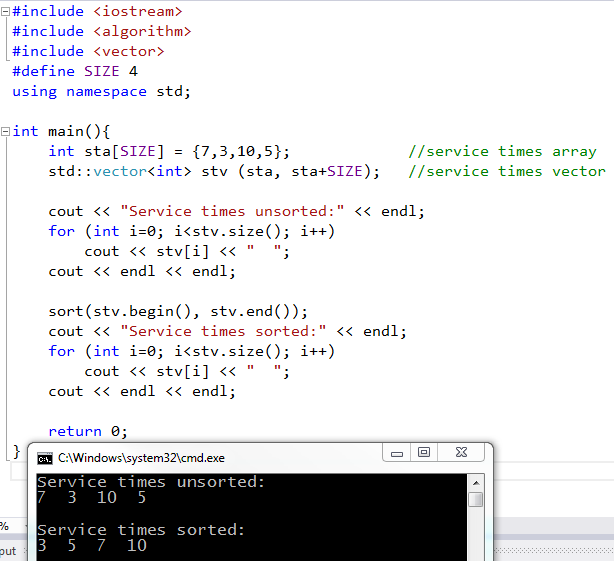 #include <iostream>
#include <algorithm>
#include <vector>
#define SIZE 4
using namespace std;

int main(){
    int sta[SIZE] = {7,3,10,5};             //service times array
    std::vector<int> stv (sta, sta+SIZE);   //service times vector

    cout << "Service times unsorted:" << endl;
    for (int i=0; i<stv.size(); i++)
        cout << stv[i] << "  ";
    cout << endl << endl;

    sort(stv.begin(), stv.end());
    cout << "Service times sorted:" << endl;
    for (int i=0; i<stv.size(); i++)
        cout << stv[i] << "  ";
    cout << endl << endl;

    return 0;
}
C:\Windows\system32\cmd.exe
Service times unsorted:
7  3  10  5

Service times sorted:
3  5  7  10
%
put